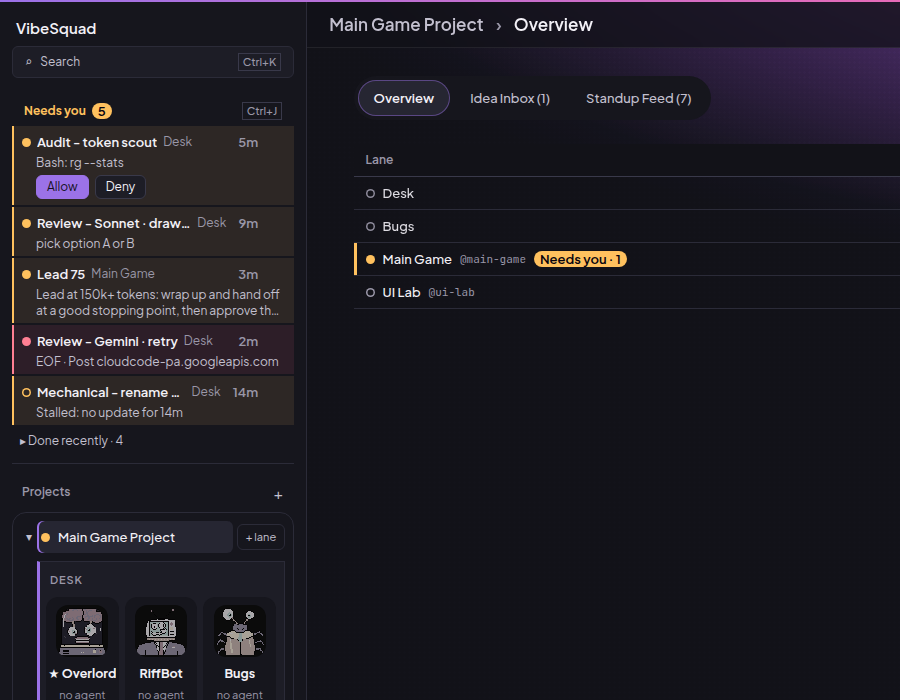 VibeSquad
Search Ctrl+K
Needs you 5 Ctrl+J
Audit – token scout Desk 5m
Bash: rg --stats
Allow Deny
Review – Sonnet · draw… Desk 9m
pick option A or B
Lead 75 Main Game 3m
Lead at 150k+ tokens: wrap up and hand off
at a good stopping point, then approve th…
Review – Gemini · retry Desk 2m
EOF · Post cloudcode-pa.googleapis.com
Mechanical – rename … Desk 14m
Stalled: no update for 14m
▸ Done recently · 4
Projects +
▾ Main Game Project + lane
DESK
★ Overlord RiffBot Bugs
no agent no agent no agent
Main Game Project › Overview
Overview Idea Inbox (1) Standup Feed (7)
Lane
Desk
Bugs
Main Game @main-game Needs you · 1
UI Lab @ui-lab